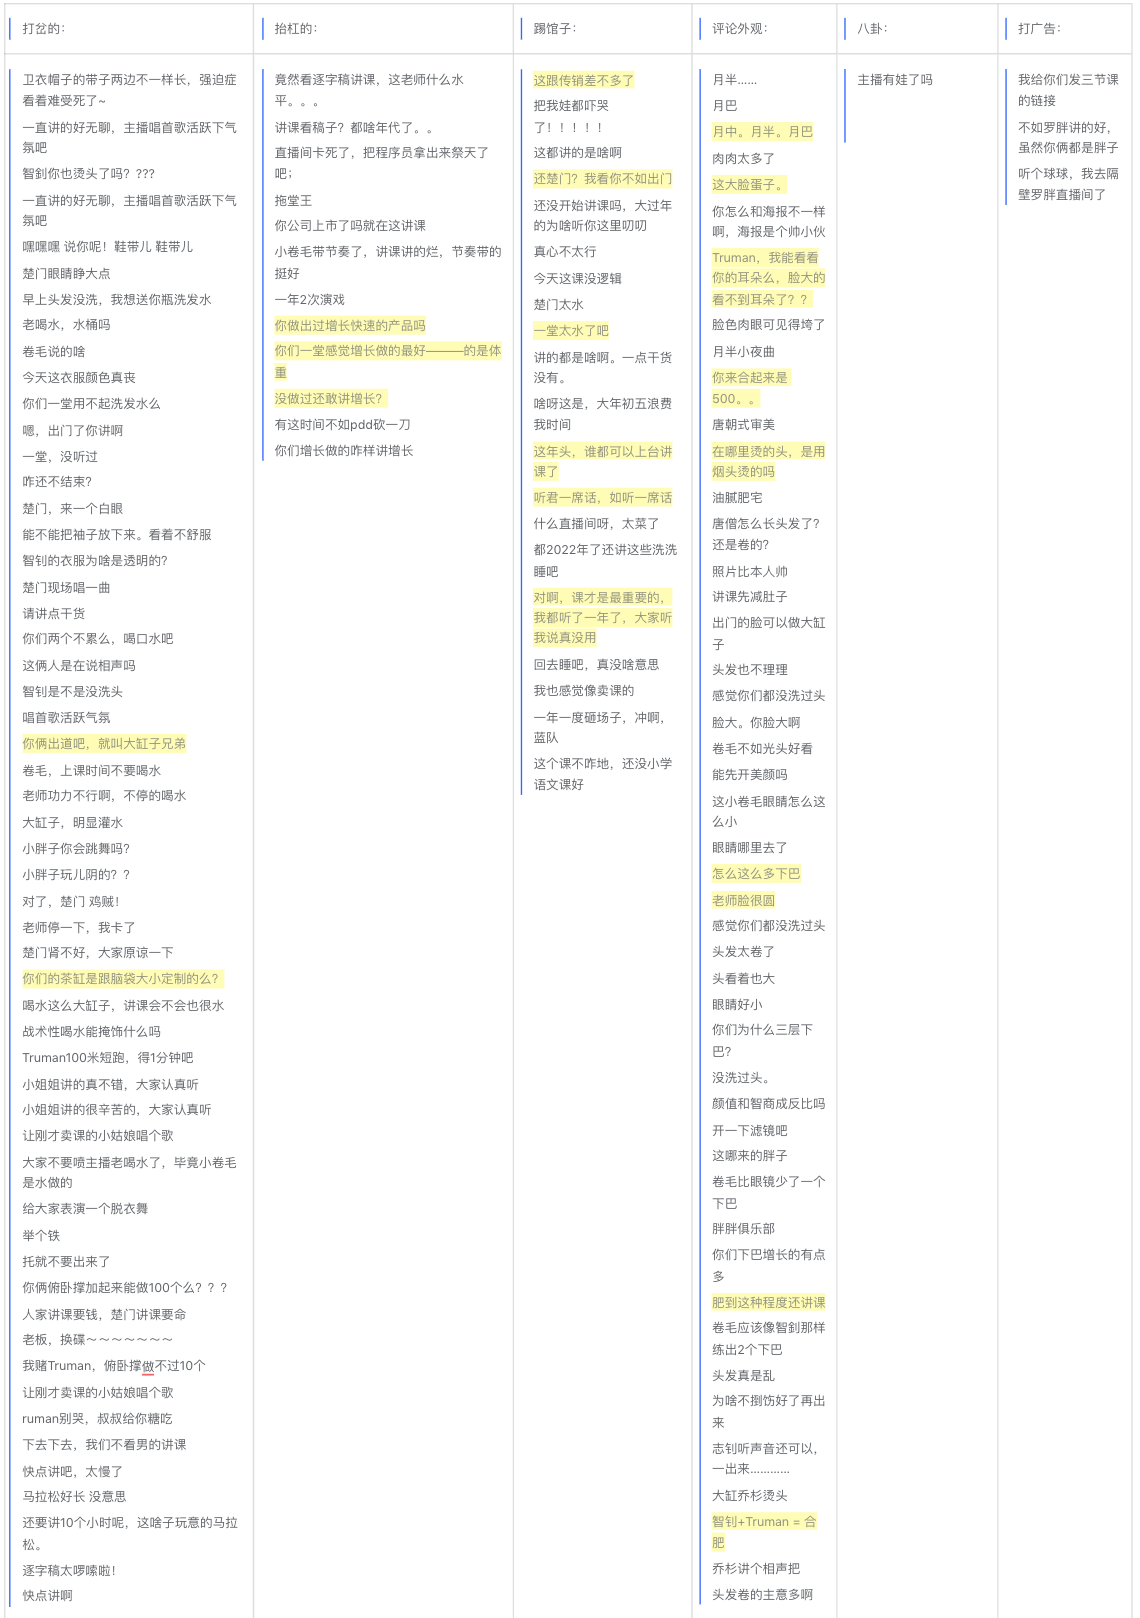 打岔的：
卫衣帽子的带子两边不一样长，强迫症
看着难受死了~
一直讲的好无聊，主播唱首歌活跃下气
氛吧
智钊你也烫头了吗？???
一直讲的好无聊，主播唱首歌活跃下气
氛吧
嘿嘿嘿 说你呢！鞋带儿 鞋带儿
楚门眼睛睁大点
早上头发没洗，我想送你瓶洗发水
老喝水，水桶吗
卷毛说的啥
今天这衣服颜色真丧
你们一堂用不起洗发水么
嗯，出门了你讲啊
一堂，没听过
咋还不结束？
楚门，来一个白眼
能不能把袖子放下来。看着不舒服
智钊的衣服为啥是透明的？
楚门现场唱一曲
请讲点干货
你们两个不累么，喝口水吧
这俩人是在说相声吗
智钊是不是没洗头
唱首歌活跃气氛
你俩出道吧，就叫大缸子兄弟
卷毛，上课时间不要喝水
老师功力不行啊，不停的喝水
大缸子，明显灌水
小胖子你会跳舞吗？
小胖子玩儿阴的？？
对了，楚门 鸡贼！
老师停一下，我卡了
楚门肾不好，大家原谅一下
你们的茶缸是跟脑袋大小定制的么？
喝水这么大缸子，讲课会不会也很水
战术性喝水能掩饰什么吗
Truman100米短跑，得1分钟吧
小姐姐讲的真不错，大家认真听
小姐姐讲的很辛苦的，大家认真听
让刚才卖课的小姑娘唱个歌
大家不要喷主播老喝水了，毕竟小卷毛
是水做的
给大家表演一个脱衣舞
举个铁
托就不要出来了
你俩俯卧撑加起来能做100个么？？？
人家讲课要钱，楚门讲课要命
老板，换碟～～～～～～～
我赌Truman，俯卧撑做不过10个
让刚才卖课的小姑娘唱个歌
ruman别哭，叔叔给你糖吃
下去下去，我们不看男的讲课
快点讲吧，太慢了
马拉松好长 没意思
还要讲10个小时呢，这啥子玩意的马拉
松。
逐字稿太啰嗦啦！
快点讲啊
抬杠的：
竟然看逐字稿讲课，这老师什么水
平。。。
讲课看稿子？都啥年代了。。
直播间卡死了，把程序员拿出来祭天了
吧；
拖堂王
你公司上市了吗就在这讲课
小卷毛带节奏了，讲课讲的烂，节奏带的
挺好
一年2次演戏
你做出过增长快速的产品吗
你们一堂感觉增长做的最好———的是体
重
没做过还敢讲增长？
有这时间不如pdd砍一刀
你们增长做的咋样讲增长
踢馆子：
这跟传销差不多了
把我娃都吓哭
了！！！！！
这都讲的是啥啊
还楚门？我看你不如出门
还没开始讲课吗，大过年
的为啥听你这里叨叨
真心不太行
今天这课没逻辑
楚门太水
一堂太水了吧
讲的都是啥啊。一点干货
没有。
啥呀这是，大年初五浪费
我时间
这年头，谁都可以上台讲
课了
听君一席话，如听一席话
什么直播间呀，太菜了
都2022年了还讲这些洗洗
睡吧
对啊，课才是最重要的，
我都听了一年了，大家听
我说真没用
回去睡吧，真没啥意思
我也感觉像卖课的
一年一度砸场子，冲啊，
蓝队
这个课不咋地，还没小学
语文课好
评论外观：
月半……
月巴
月中。月半。月巴
肉肉太多了
这大脸蛋子。
你怎么和海报不一样
啊，海报是个帅小伙
Truman，我能看看
你的耳朵么，脸大的
看不到耳朵了？？
脸色肉眼可见得垮了
月半小夜曲
你来合起来是
500。。
唐朝式审美
在哪里烫的头，是用
烟头烫的吗
油腻肥宅
唐僧怎么长头发了？
还是卷的？
照片比本人帅
讲课先减肚子
出门的脸可以做大缸
子
头发也不理理
感觉你们都没洗过头
脸大。你脸大啊
卷毛不如光头好看
能先开美颜吗
这小卷毛眼睛怎么这
么小
眼睛哪里去了
怎么这么多下巴
老师脸很圆
感觉你们都没洗过头
头发太卷了
头看着也大
眼睛好小
你们为什么三层下
巴？
没洗过头。
颜值和智商成反比吗
开一下滤镜吧
这哪来的胖子
卷毛比眼镜少了一个
下巴
胖胖俱乐部
你们下巴增长的有点
多
肥到这种程度还讲课
卷毛应该像智钊那样
练出2个下巴
头发真是乱
为啥不捯饬好了再出
来
志钊听声音还可以，
一出来…………
大缸乔杉烫头
智钊+Truman = 合
肥
乔杉讲个相声把
头发卷的主意多啊
八卦：
主播有娃了吗
打广告：
我给你们发三节课
的链接
不如罗胖讲的好，
虽然你俩都是胖子
听个球球，我去隔
壁罗胖直播间了